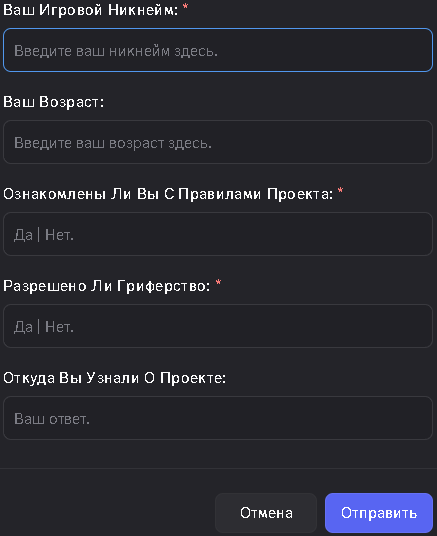 Ваш Игровой Никнейм: *
Введите ваш никнейм здесь.
Ваш Возраст:
Введите ваш возраст здесь.
Ознакомлены Ли Вы С Правилами Проекта: *
Да | Нет.
Разрешено Ли Гриферство: *
Да | Нет.
Откуда Вы Узнали О Проекте:
Ваш ответ.
Отмена Отправить